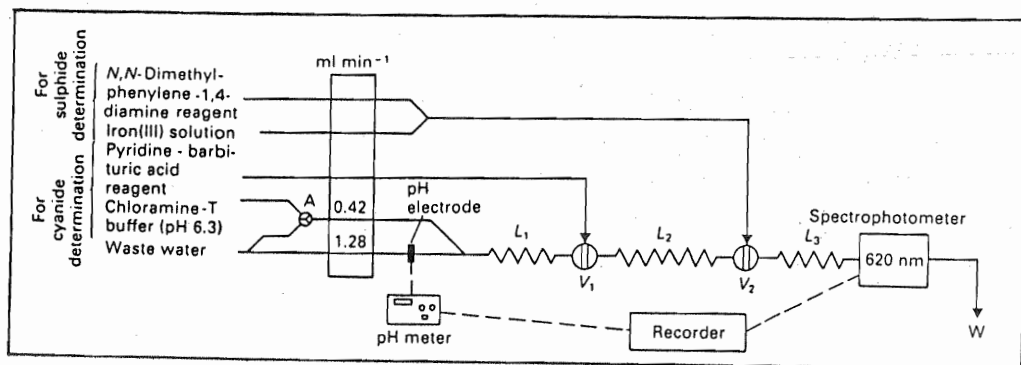 For
sulphide
determination
N,N-Dimethyl-
phenylene -1,4-
diamine reagent
Iron(III) solution
For
cyanide
determination
Pyridine - barbi-
turic acid
reagent
Chloramine-T
buffer (pH 6.3)
Waste water
ml min⁻¹
A
0.42
1.28
pH
electrode
pH meter
L₁
V₁
L₂
V₂
L₃
Spectrophotometer
620 nm
Recorder
W